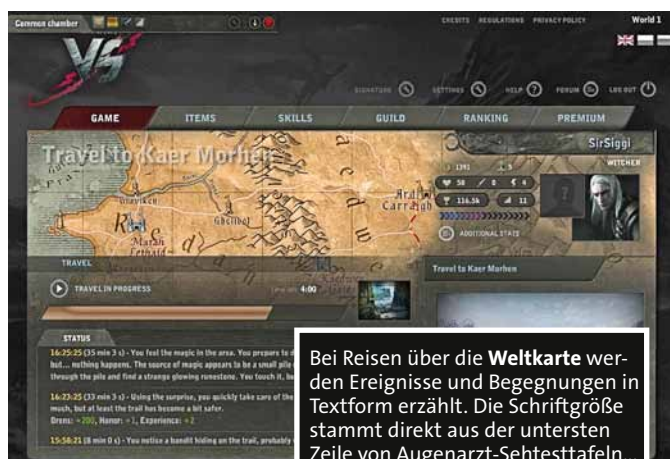 Common chamber
CREDITS REGULATIONS PRIVACY POLICY World 1
VS
SIGNATURE SETTINGS HELP FORUM LOG OUT
GAME ITEMS SKILLS GUILD RANKING PREMIUM
SirSiggi
WITCHER
Travel to Kaer Morhen
1391 5
58 8 4
116.5k 11
ADDITIONAL STATS
Ghelibol
Carraigh
TRAVEL
Travel to Kaer Morhen
TRAVEL IN PROGRESS 4:00
STATUS
16:25:25 (35 min 3 s) - You feel the magic in the area. You prepare to
but... nothing happens. The source of magic appears to be a small pile
through the pile and find a strange glowing runestone. You touch it,
16:23:25 (33 min 3 s) - Using the surprise, you quickly take care of the
much, but at least the trail has become a bit safer.
Orens: +200, Honor: +1, Experience: +2
15:58:21 (8 min 0 s) - You notice a bandit hiding on the trail, probably
Bei Reisen über die Weltkarte wer-
den Ereignisse und Begegnungen in
Textform erzählt. Die Schriftgröße
stammt direkt aus der untersten
Zeile von Augenarzt-Sehtesttafeln...